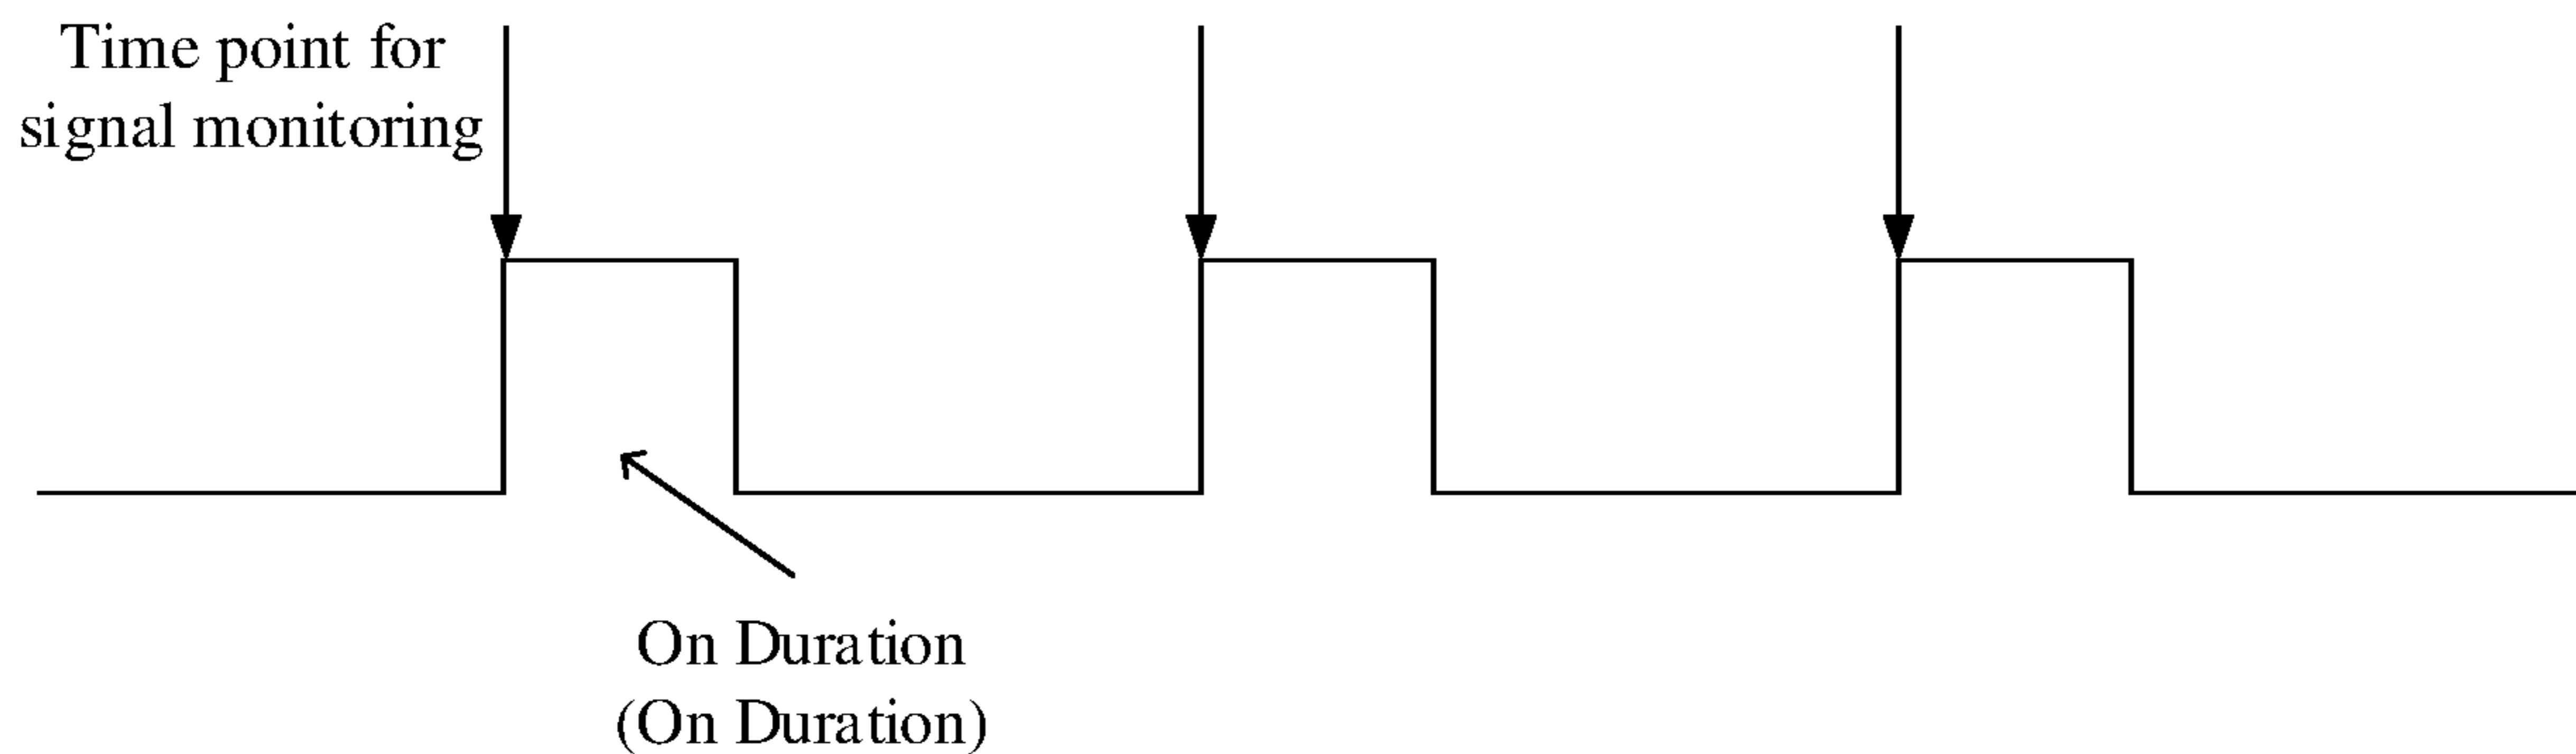 Time point for
signal monitoring
On Duration
(On Duration)